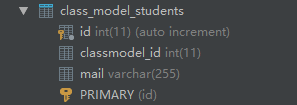 class_model_students
id int(11) (auto increment)
classmodel_id int(11)
mail varchar(255)
PRIMARY (id)